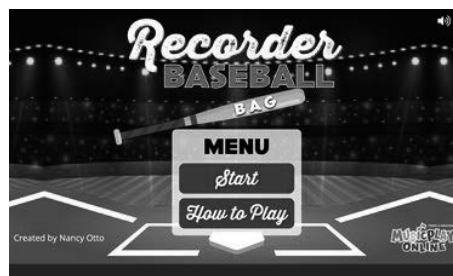 Recorder
BASEBALL
BAG
MENU
Start
How to Play
Created by Nancy Otto
MUSICPLAY
ONLINE